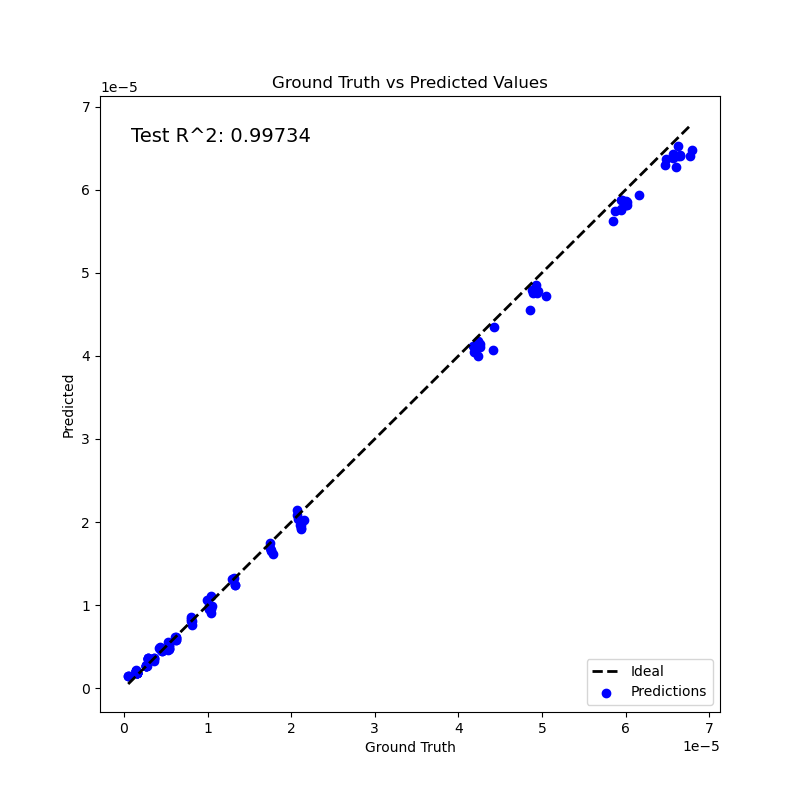 Ground Truth vs Predicted Values
1e−5
Test R^2: 0.99734
7
6
5
4
3
2
1
0
Predicted
Ideal
Predictions
0 1 2 3 4 5 6 7
Ground Truth
1e−5